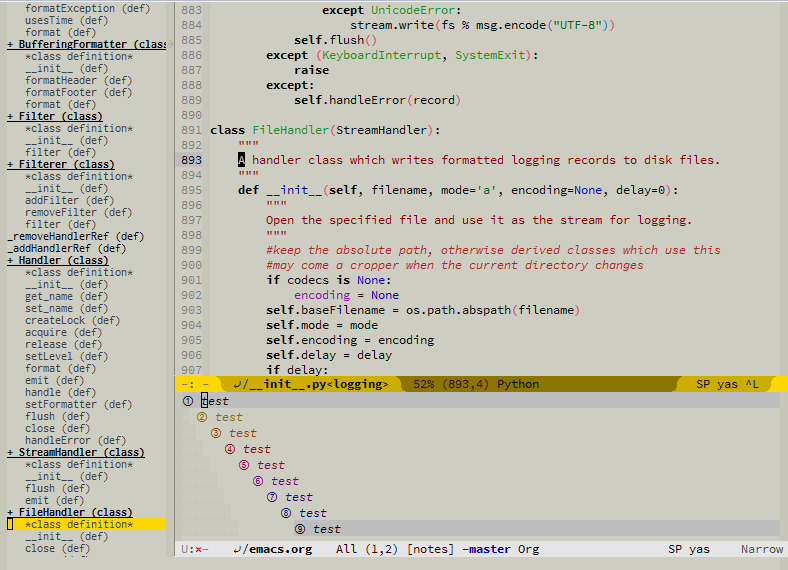 formatException (def)
usesTime (def)
format (def)
+ BufferingFormatter (class
*class definition*
__init__ (def)
formatHeader (def)
formatFooter (def)
format (def)
+ Filter (class)
*class definition*
__init__ (def)
filter (def)
+ Filterer (class)
*class definition*
__init__ (def)
addFilter (def)
removeFilter (def)
filter (def)
_removeHandlerRef (def)
_addHandlerRef (def)
+ Handler (class)
*class definition*
__init__ (def)
get_name (def)
set_name (def)
createLock (def)
acquire (def)
release (def)
setLevel (def)
format (def)
emit (def)
handle (def)
setFormatter (def)
flush (def)
close (def)
handleError (def)
+ StreamHandler (class)
*class definition*
__init__ (def)
flush (def)
emit (def)
+ FileHandler (class)
*class definition*
__init__ (def)
close (def)
883 except UnicodeError:
884 stream.write(fs % msg.encode("UTF-8"))
885 self.flush()
886 except (KeyboardInterrupt, SystemExit):
887 raise
888 except:
889 self.handleError(record)
890
891 class FileHandler(StreamHandler):
892 """
893 A handler class which writes formatted logging records to disk files.
894 """
895 def __init__(self, filename, mode='a', encoding=None, delay=0):
896 """
897 Open the specified file and use it as the stream for logging.
898 """
899 #keep the absolute path, otherwise derived classes which use this
900 #may come a cropper when the current directory changes
901 if codecs is None:
902 encoding = None
903 self.baseFilename = os.path.abspath(filename)
904 self.mode = mode
905 self.encoding = encoding
906 self.delay = delay
907 if delay:
-: - ⤶/__init__.py<logging> 52% (893,4) Python SP yas ^L
① test
② test
③ test
④ test
⑤ test
⑥ test
⑦ test
⑧ test
⑨ test
U:×- ⤶/emacs.org All (1,2) [notes] -master Org SP yas Narrow